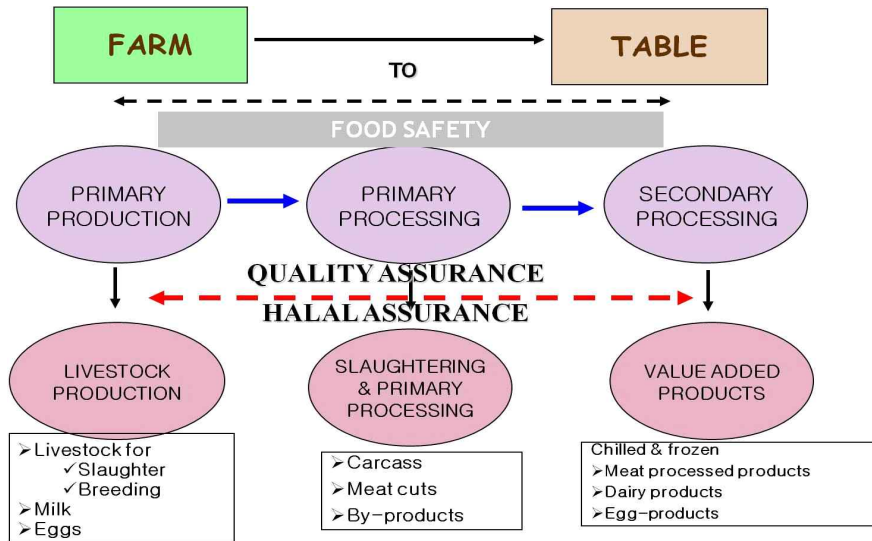 FARM
TABLE
TO
FOOD SAFETY
PRIMARY
PRODUCTION
PRIMARY
PROCESSING
SECONDARY
PROCESSING
QUALITY ASSURANCE
HALAL ASSURANCE
LIVESTOCK
PRODUCTION
SLAUGHTERING
& PRIMARY
PROCESSING
VALUE ADDED
PRODUCTS
➢Livestock for
✓Slaughter
✓Breeding
➢Milk
➢Eggs
➢Carcass
➢Meat cuts
➢By-products
Chilled & frozen
➢Meat processed products
➢Dairy products
➢Egg-products